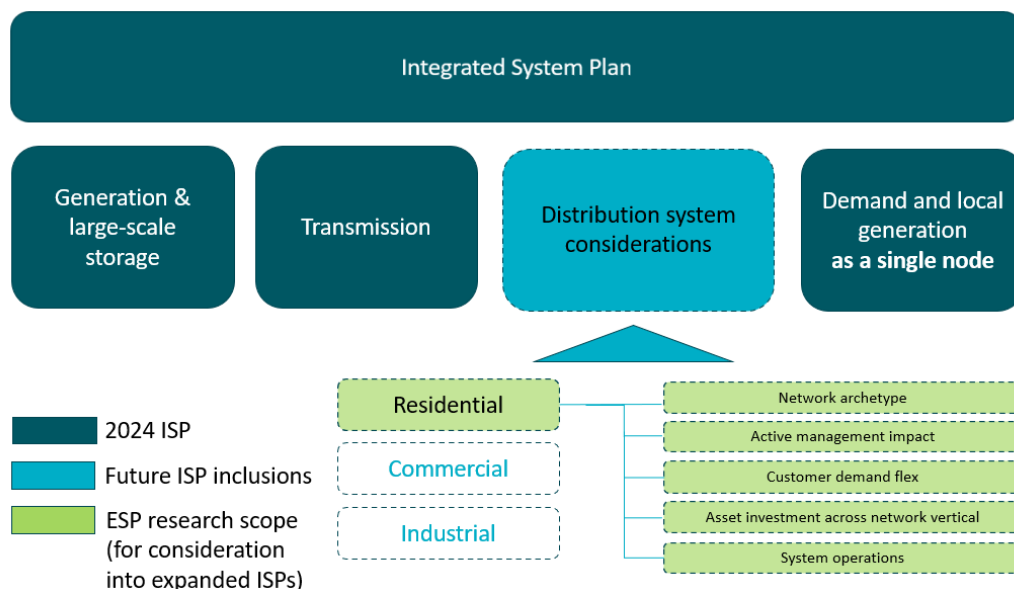 Integrated System Plan
Generation &
large-scale
storage
Transmission
Distribution system
considerations
Demand and local
generation
as a single node
Residential
Commercial
Industrial
Network archetype
Active management impact
Customer demand flex
Asset investment across network vertical
System operations
2024 ISP
Future ISP inclusions
ESP research scope
(for consideration
into expanded ISPs)